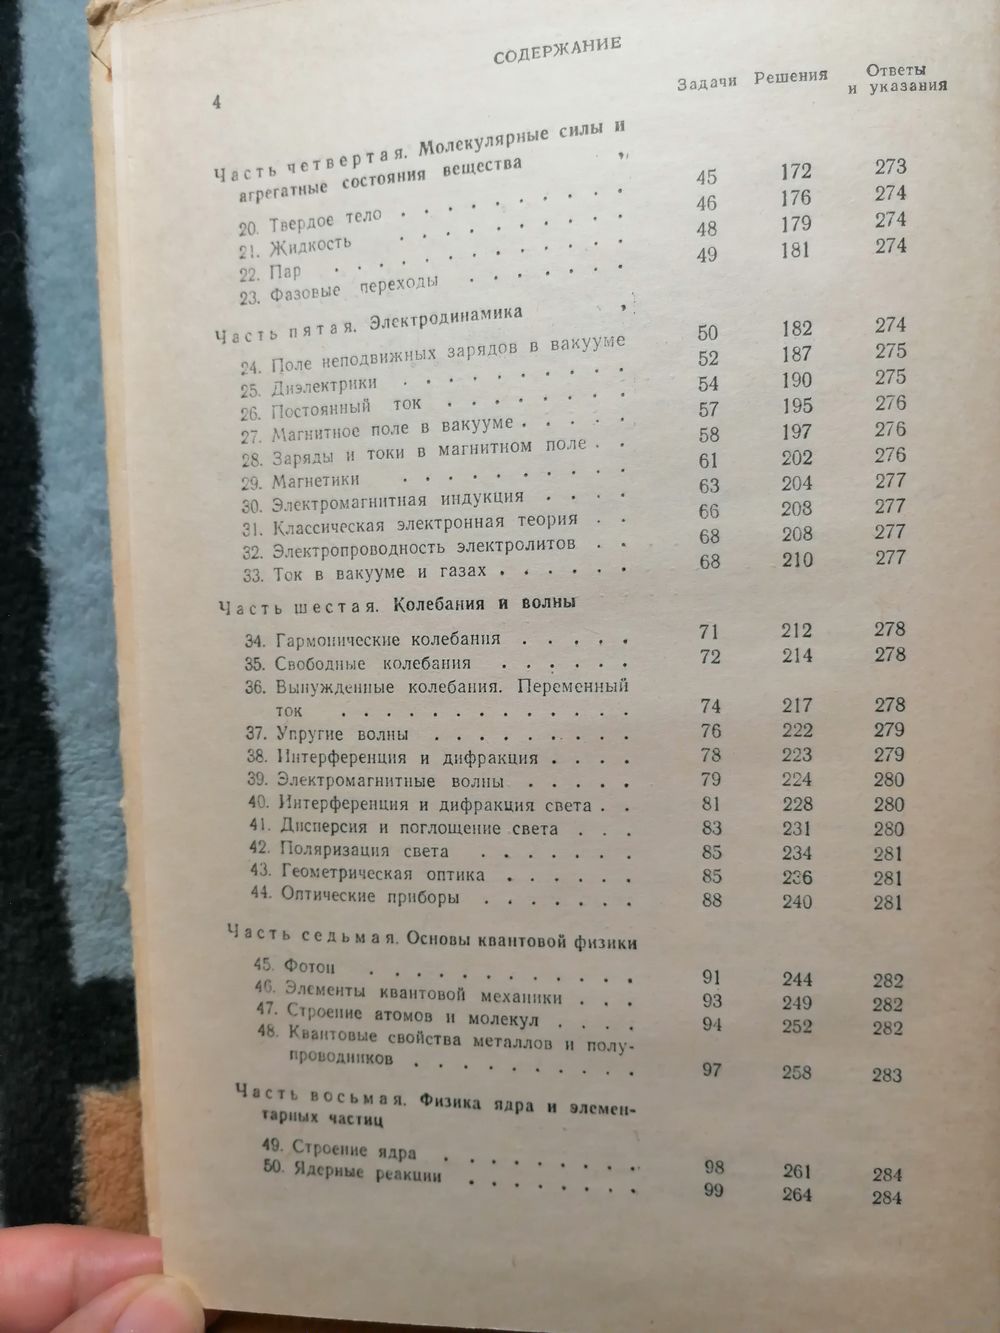 СОДЕРЖАНИЕ
4
Задачи Решения Ответы и указания
Часть четвертая. Молекулярные силы и
агрегатные состояния вещества
20. Твердое тело . . . . . . . . 45 172 273
21. Жидкость . . . . . . . . 46 176 274
22. Пар . . . . . . . . . . 48 179 274
23. Фазовые переходы . . . . . . . 49 181 274
Часть пятая. Электродинамика
24. Поле неподвижных зарядов в вакууме 50 182 274
25. Диэлектрики . . . . . . . . . 52 187 275
26. Постоянный ток . . . . . . . . 54 190 275
27. Магнитное поле в вакууме . . . . . 57 195 276
28. Заряды и токи в магнитном поле . . 58 197 276
29. Магнетики . . . . . . . . . 61 202 276
30. Электромагнитная индукция . . . . 63 204 277
31. Классическая электронная теория . . 66 208 277
32. Электропроводность электролитов . . 68 208 277
33. Ток в вакууме и газах . . . . . . 68 210 277
Часть шестая. Колебания и волны
34. Гармонические колебания . . . . . 71 212 278
35. Свободные колебания . . . . . . 72 214 278
36. Вынужденные колебания. Переменный
ток . . . . . . . . . . . . . 74 217 278
37. Упругие волны . . . . . . . . . 76 222 279
38. Интерференция и дифракция . . . . 78 223 279
39. Электромагнитные волны . . . . . 79 224 280
40. Интерференция и дифракция света . . 81 228 280
41. Дисперсия и поглощение света . . . 83 231 280
42. Поляризация света . . . . . . . 85 234 281
43. Геометрическая оптика . . . . . . 85 236 281
44. Оптические приборы . . . . . . . 88 240 281
Часть седьмая. Основы квантовой физики
45. Фотон . . . . . . . . . . . 91 244 282
46. Элементы квантовой механики . . . 93 249 282
47. Строение атомов и молекул . . . . 94 252 282
48. Квантовые свойства металлов и полу-
проводников . . . . . . . . . . 97 258 283
Часть восьмая. Физика ядра и элемен-
тарных частиц
49. Строение ядра . . . . . . . . . 98 261 284
50. Ядерные реакции . . . . . . . . 99 264 284